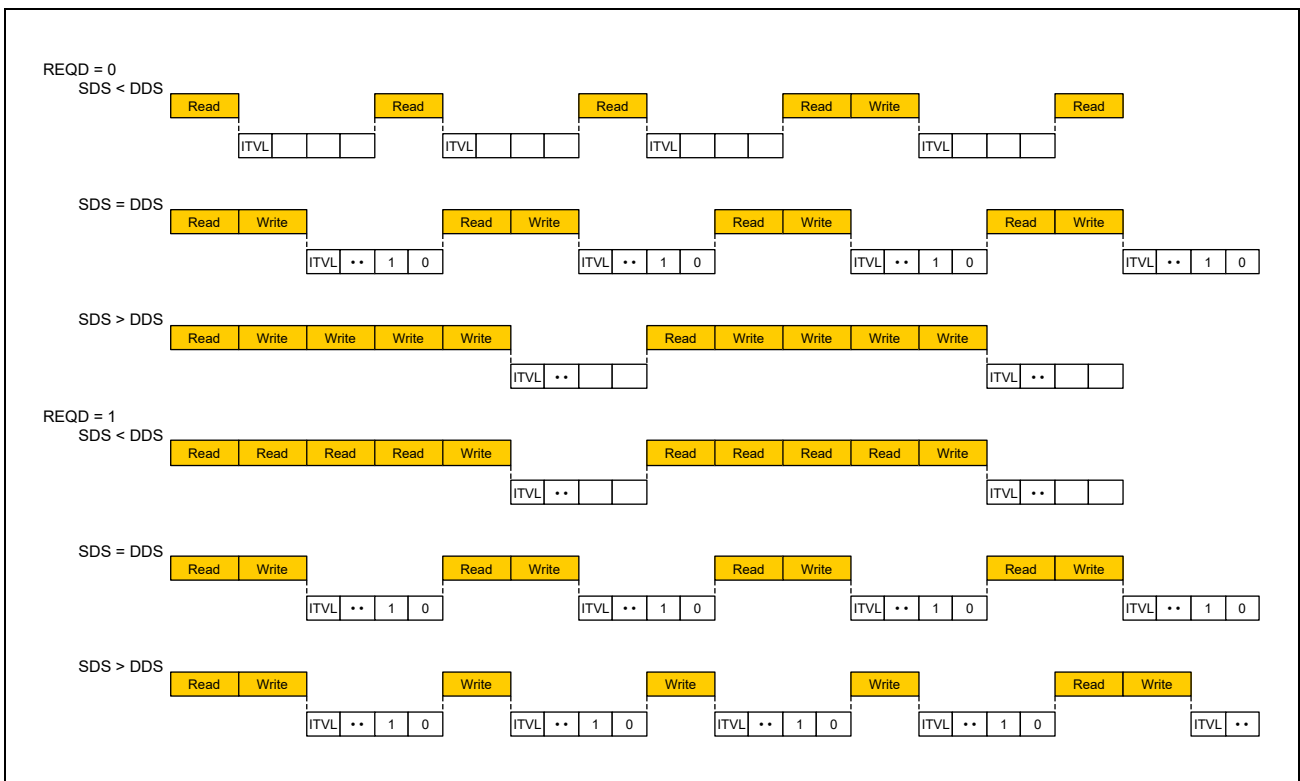 REQD = 0
SDS < DDS
Read Read Read Read Write Read
ITVL ITVL ITVL ITVL
SDS = DDS
Read Write Read Write Read Write Read Write
ITVL •• 1 0 ITVL •• 1 0 ITVL •• 1 0 ITVL •• 1 0
SDS > DDS
Read Write Write Write Write Read Write Write Write Write
ITVL •• ITVL ••
REQD = 1
SDS < DDS
Read Read Read Read Write Read Read Read Read Write
ITVL •• ITVL ••
SDS = DDS
Read Write Read Write Read Write Read Write
ITVL •• 1 0 ITVL •• 1 0 ITVL •• 1 0 ITVL •• 1 0
SDS > DDS
Read Write Write Write Write Read Write
ITVL •• 1 0 ITVL •• 1 0 ITVL •• 1 0 ITVL •• 1 0 ITVL ••